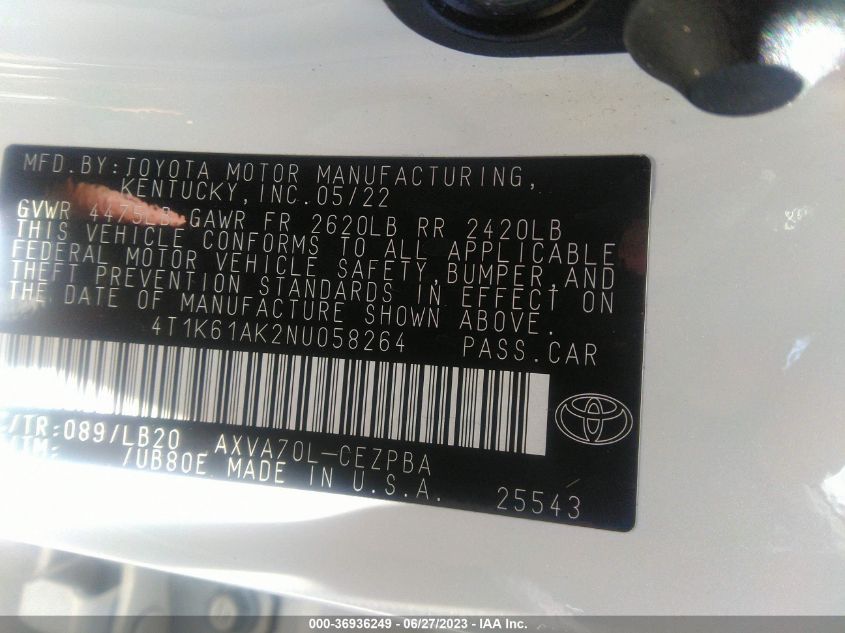 MFD.BY:TOYOTA MOTOR MANUFACTURING,
KENTUCKY,INC.05/22
GVWR 4475LB GAWR FR 2620LB RR 2420LB
THIS VEHICLE CONFORMS TO ALL APPLICABLE
FEDERAL MOTOR VEHICLE SAFETY,BUMPER,AND
THEFT PREVENTION STANDARDS IN EFFECT ON
THE DATE OF MANUFACTURE SHOWN ABOVE.
4T1K61AK2NU058264 PASS.CAR
/TR:089/LB20 AXVA70L-CEZPBA
/UB80E MADE IN U.S.A.
25543
000-36936249 - 06/27/2023 - IAA Inc.